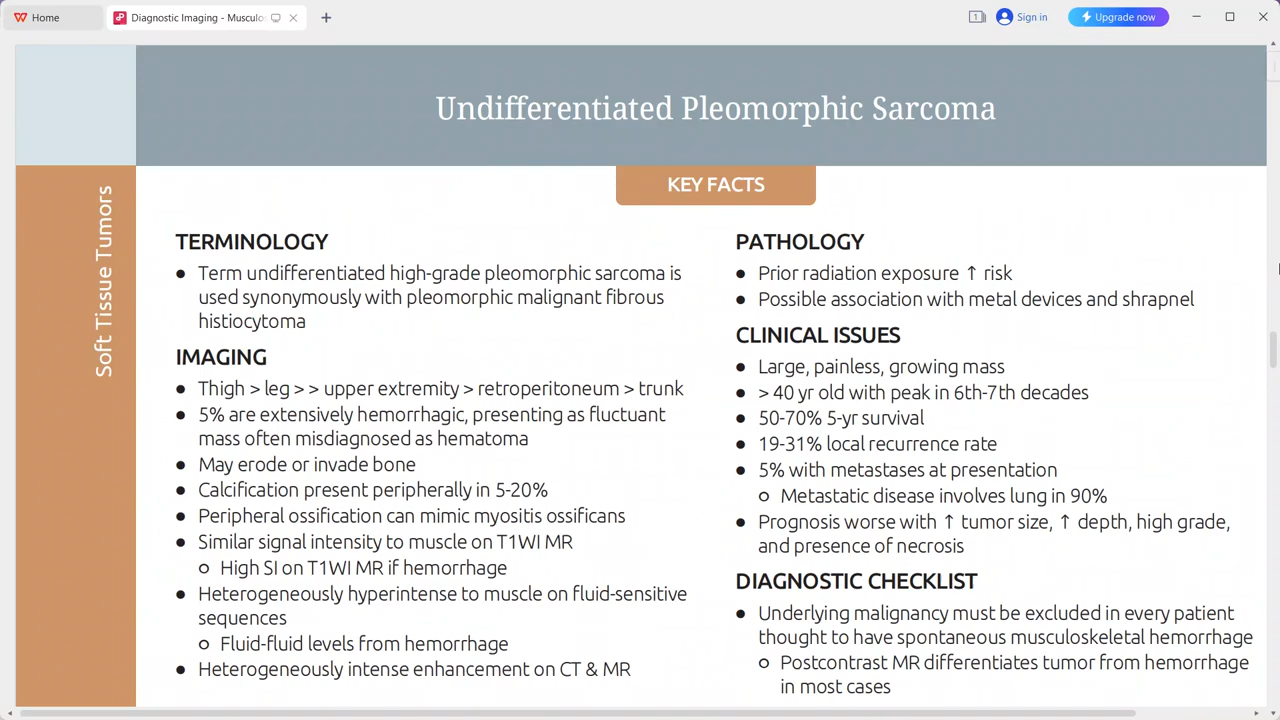 Home
Diagnostic Imaging - Musculos
1
Sign in
Upgrade now
Undifferentiated Pleomorphic Sarcoma
KEY FACTS
Soft Tissue Tumors
TERMINOLOGY
● Term undifferentiated high-grade pleomorphic sarcoma is
used synonymously with pleomorphic malignant fibrous
histiocytoma
IMAGING
● Thigh > leg > > upper extremity > retroperitoneum > trunk
● 5% are extensively hemorrhagic, presenting as fluctuant
mass often misdiagnosed as hematoma
● May erode or invade bone
● Calcification present peripherally in 5-20%
● Peripheral ossification can mimic myositis ossificans
● Similar signal intensity to muscle on T1WI MR
○ High SI on T1WI MR if hemorrhage
● Heterogeneously hyperintense to muscle on fluid-sensitive
sequences
○ Fluid-fluid levels from hemorrhage
● Heterogeneously intense enhancement on CT & MR
PATHOLOGY
● Prior radiation exposure ↑ risk
● Possible association with metal devices and shrapnel
CLINICAL ISSUES
● Large, painless, growing mass
● > 40 yr old with peak in 6th-7th decades
● 50-70% 5-yr survival
● 19-31% local recurrence rate
● 5% with metastases at presentation
○ Metastatic disease involves lung in 90%
● Prognosis worse with ↑ tumor size, ↑ depth, high grade,
and presence of necrosis
DIAGNOSTIC CHECKLIST
● Underlying malignancy must be excluded in every patient
thought to have spontaneous musculoskeletal hemorrhage
○ Postcontrast MR differentiates tumor from hemorrhage
in most cases